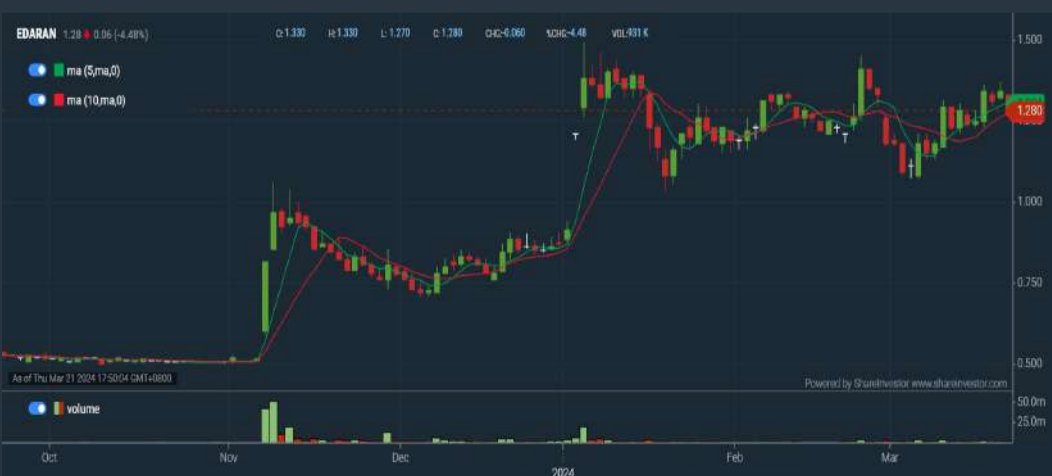 EDARAN 1.28 0.06 (-4.48%) O:1.330 H:1.330 L:1.270 C:1.280 CHG:-0.060 %CHG:-4.48 VOL:931 K
ma (5,ma,0)
ma (10,ma,0)
1.500
1.280
1.000
0.750
0.500
As of Thu Mar 21 2024 17:50:04 GMT+0800
Powered by ShareInvestor www.shareinvestor.com
volume
50.0m
25.0m
Oct Nov Dec 2024 Feb Mar